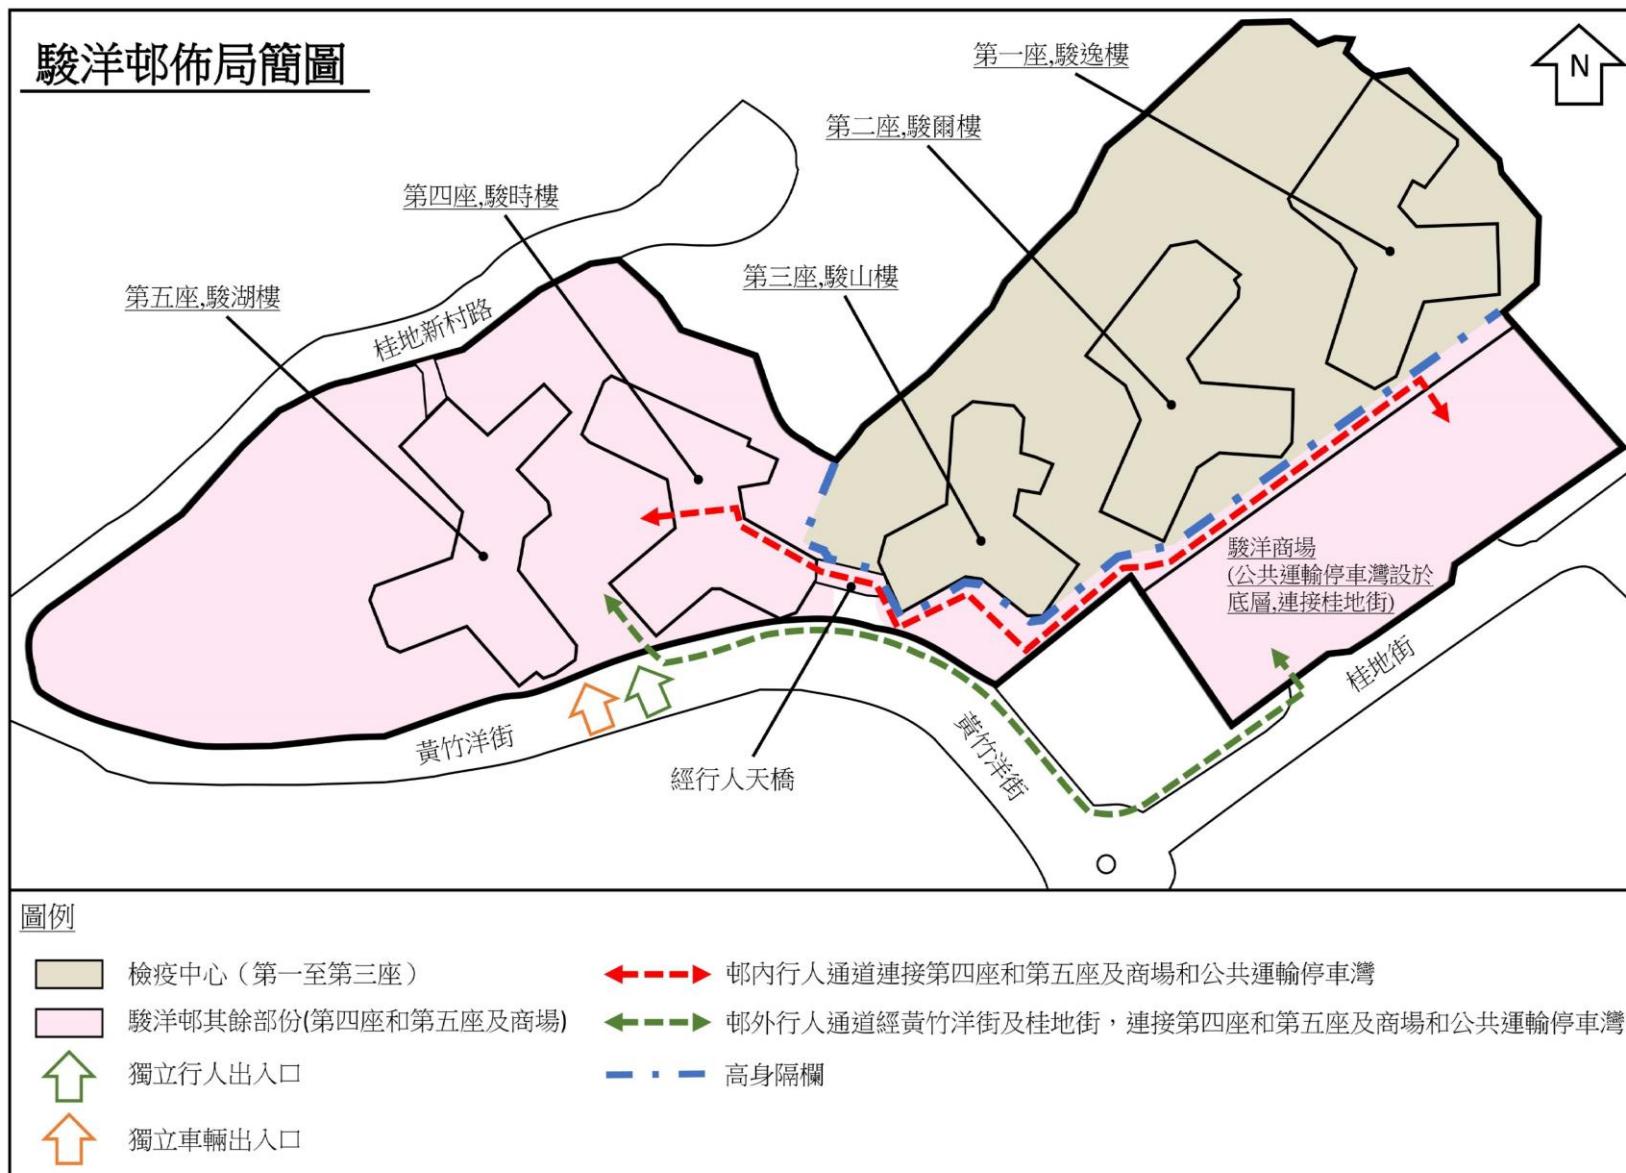 駿洋邨佈局簡圖
N
第一座,駿逸樓
第二座,駿爾樓
第四座,駿時樓
第三座,駿山樓
第五座,駿湖樓
桂地新村路
駿洋商場
(公共運輸停車灣設於
底層,連接桂地街)
桂地街
黃竹洋街
黃竹洋街
經行人天橋
圖例
檢疫中心（第一至第三座）
邨內行人通道連接第四座和第五座及商場和公共運輸停車灣
駿洋邨其餘部份(第四座和第五座及商場)
邨外行人通道經黃竹洋街及桂地街，連接第四座和第五座及商場和公共運輸停車灣
獨立行人出入口
高身隔欄
獨立車輛出入口